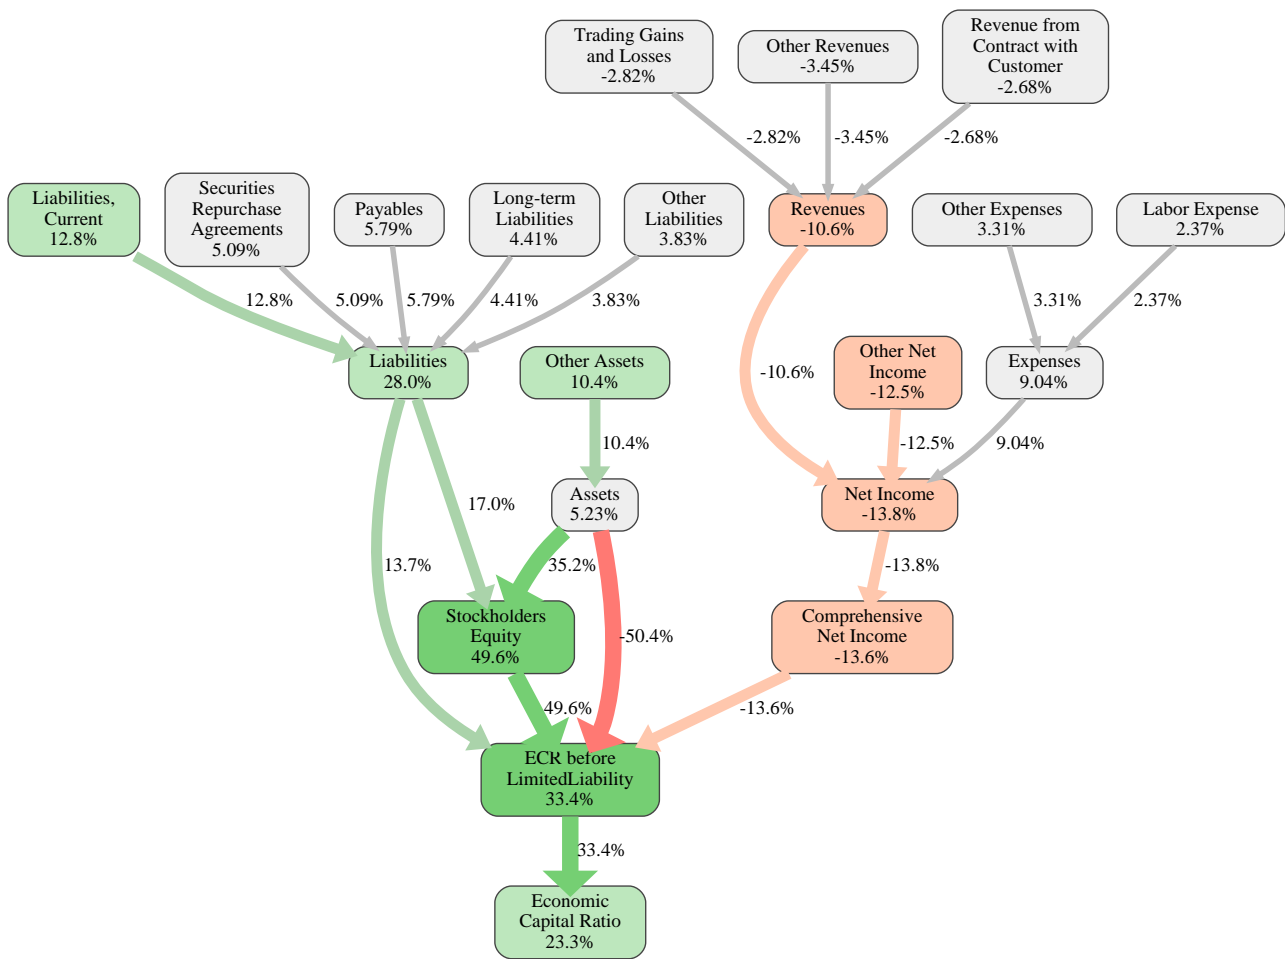 Trading Gains
and Losses
-2.82%
Other Revenues
-3.45%
Revenue from
Contract with
Customer
-2.68%
-2.82%
-3.45%
-2.68%
Liabilities,
Current
12.8%
Securities
Repurchase
Agreements
5.09%
Payables
5.79%
Long-term
Liabilities
4.41%
Other
Liabilities
3.83%
Revenues
-10.6%
Other Expenses
3.31%
Labor Expense
2.37%
12.8%
5.09%
5.79%
4.41%
3.83%
3.31%
2.37%
Liabilities
28.0%
Other Assets
10.4%
-10.6%
Other Net
Income
-12.5%
Expenses
9.04%
10.4%
-12.5%
9.04%
17.0%
Assets
5.23%
Net Income
-13.8%
13.7%
35.2%
-13.8%
Stockholders
Equity
49.6%
-50.4%
Comprehensive
Net Income
-13.6%
49.6%
-13.6%
ECR before
LimitedLiability
33.4%
33.4%
Economic
Capital Ratio
23.3%